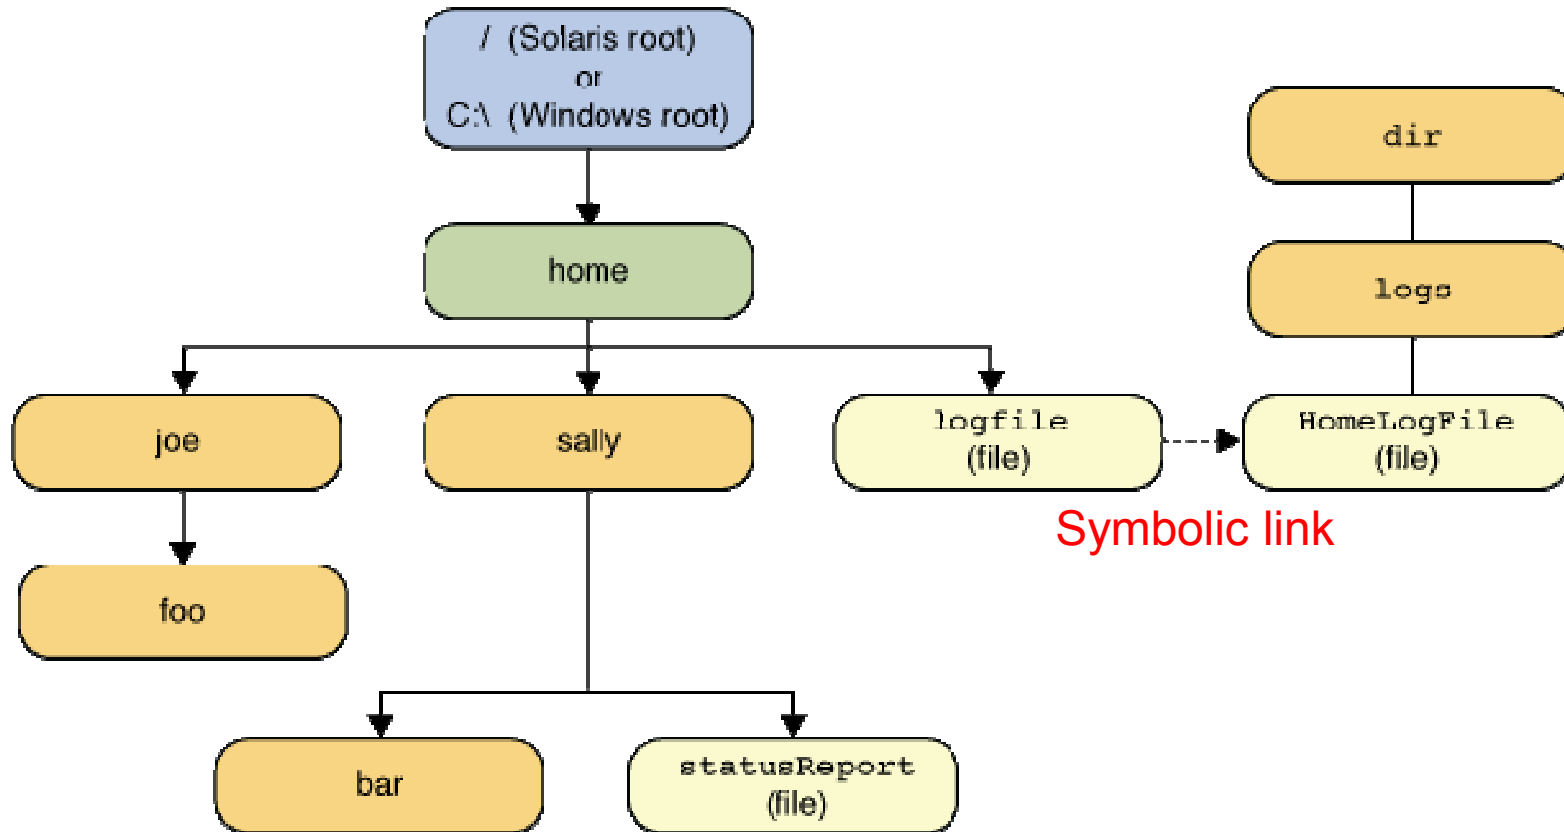 / (Solaris root)
or
C:\ (Windows root)
dir
home
logs
joe
sally
logfile
(file)
HomeLogFile
(file)
Symbolic link
foo
bar
statusReport
(file)